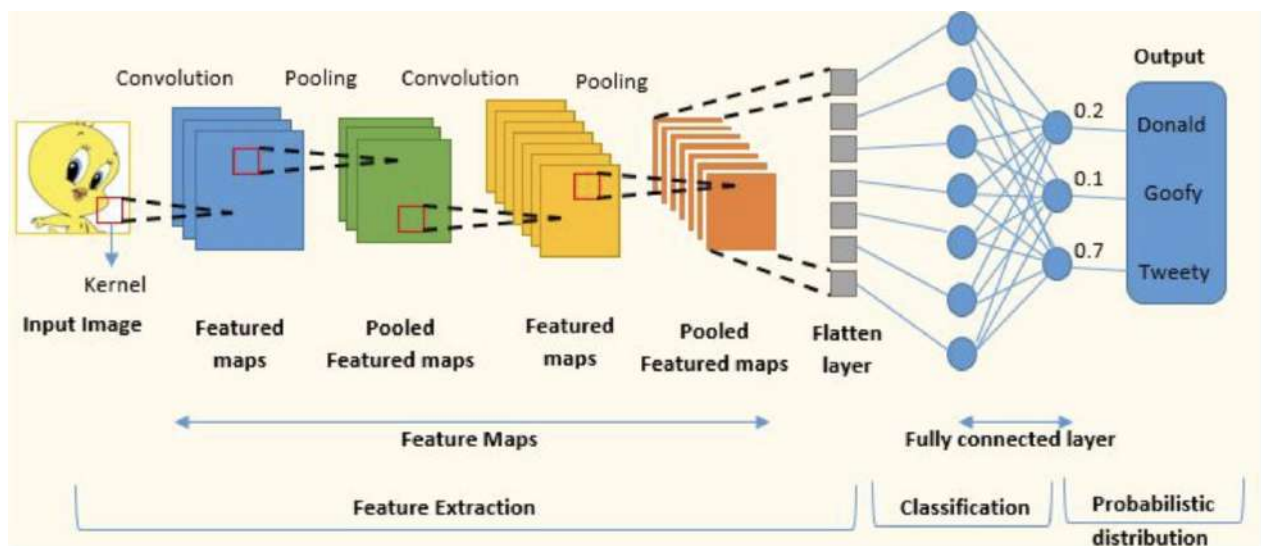 Convolution
Pooling
Convolution
Pooling
Output
0.2
Donald
0.1
Goofy
0.7
Tweety
Kernel
Input Image
Featured
maps
Pooled
Featured maps
Featured
maps
Pooled
Featured maps
Flatten
layer
Feature Maps
Fully connected layer
Feature Extraction
Classification
Probabilistic
distribution